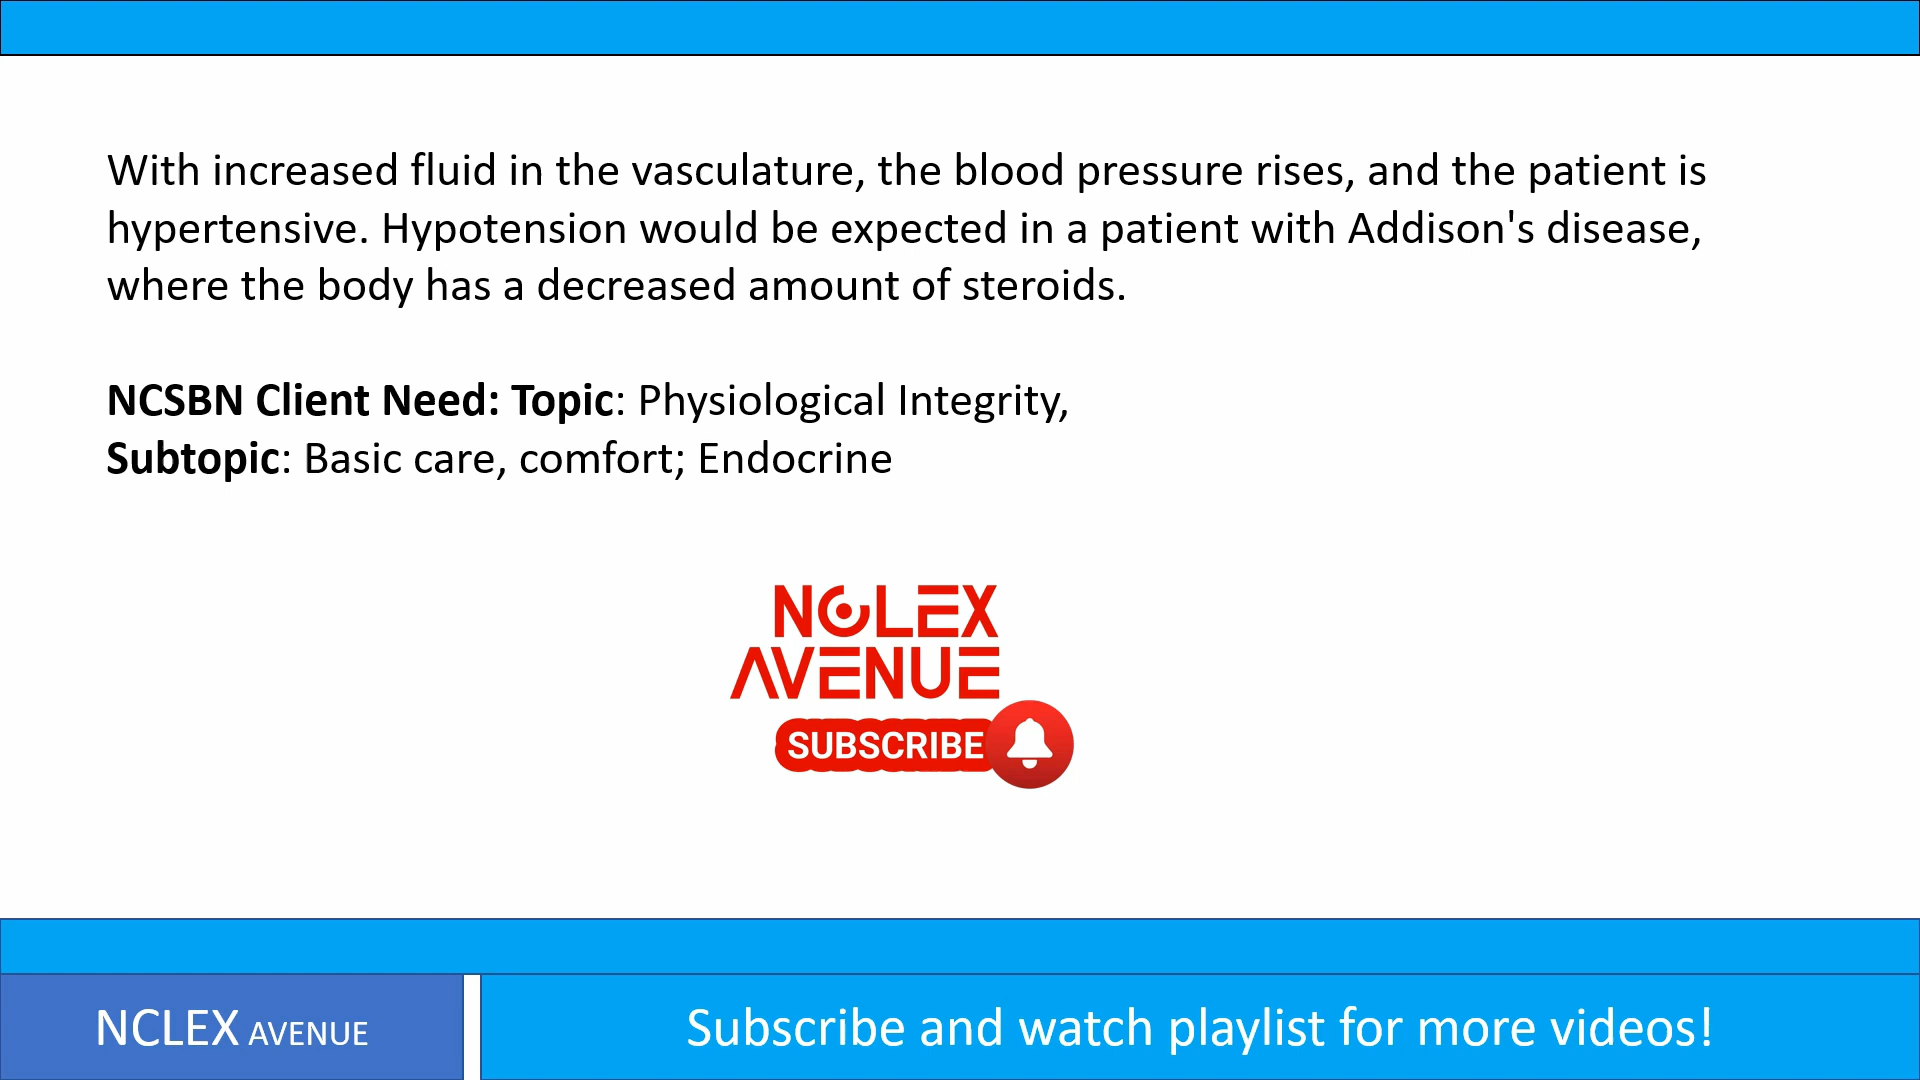 With increased fluid in the vasculature, the blood pressure rises, and the patient is
hypertensive. Hypotension would be expected in a patient with Addison's disease,
where the body has a decreased amount of steroids.
NCSBN Client Need: Topic: Physiological Integrity,
Subtopic: Basic care, comfort; Endocrine
NCLEX
AVENUE
SUBSCRIBE
NCLEX AVENUE
Subscribe and watch playlist for more videos!